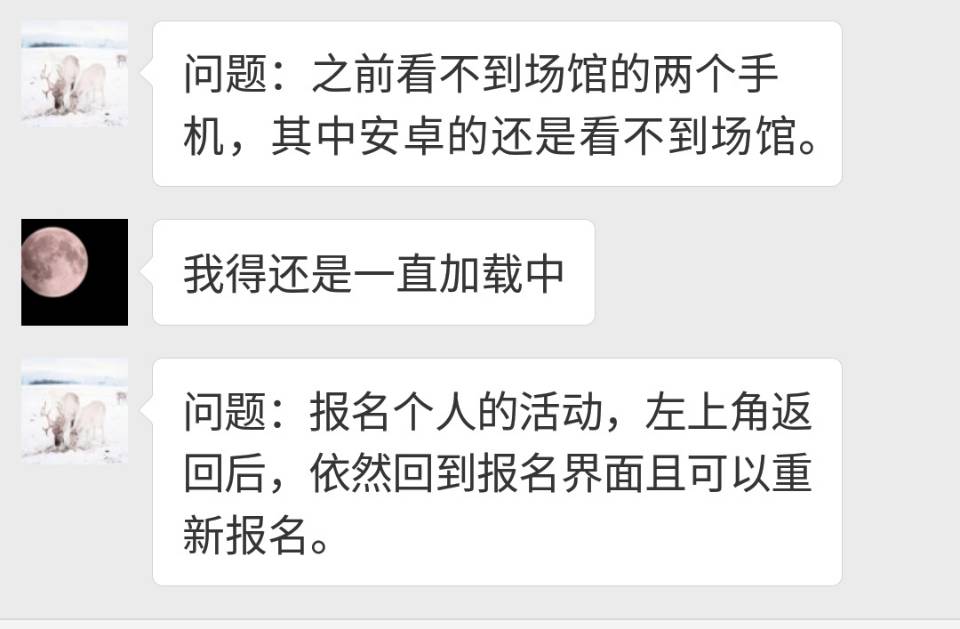 问题：之前看不到场馆的两个手
机，其中安卓的还是看不到场馆。
我得还是一直加载中
问题：报名个人的活动，左上角返
回后，依然回到报名界面且可以重
新报名。